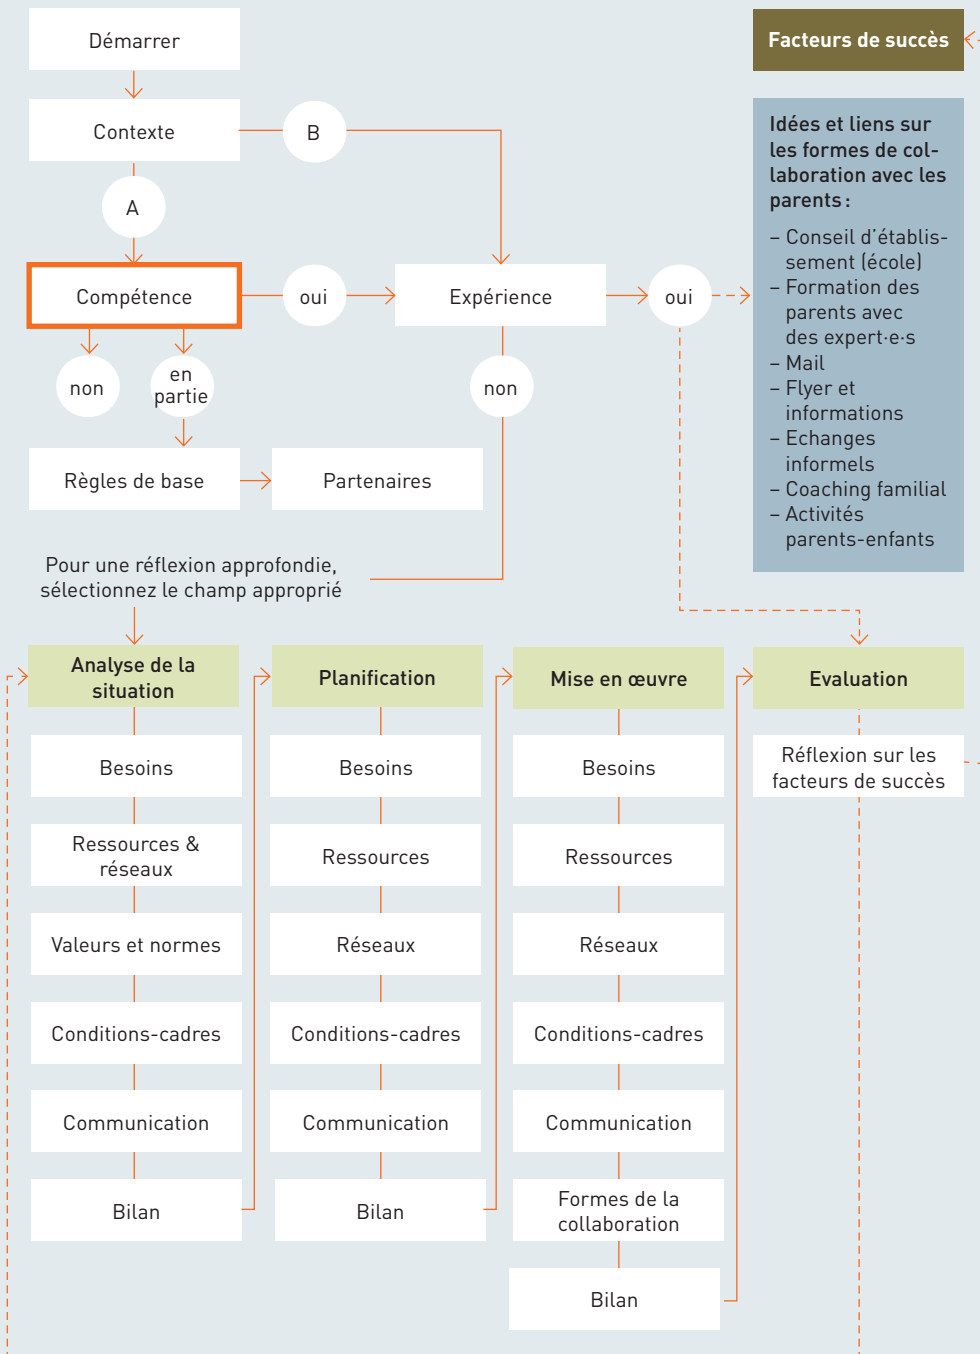 Démarrer
Facteurs de succès
Contexte
B
A
Idées et liens sur
les formes de col-
laboration avec les
parents :
– Conseil d'établis-
sement (école)
– Formation des
parents avec
des expert·e·s
– Mail
– Flyer et
informations
– Echanges
informels
– Coaching familial
– Activités
parents-enfants
Compétence
oui
Expérience
oui
non
en
partie
non
Règles de base
Partenaires
Pour une réflexion approfondie,
sélectionnez le champ approprié
Analyse de la
situation
Besoins
Ressources &
réseaux
Valeurs et normes
Conditions-cadres
Communication
Bilan
Planification
Besoins
Ressources
Réseaux
Conditions-cadres
Communication
Bilan
Mise en œuvre
Besoins
Ressources
Réseaux
Conditions-cadres
Communication
Formes de la
collaboration
Bilan
Evaluation
Réflexion sur les
facteurs de succès